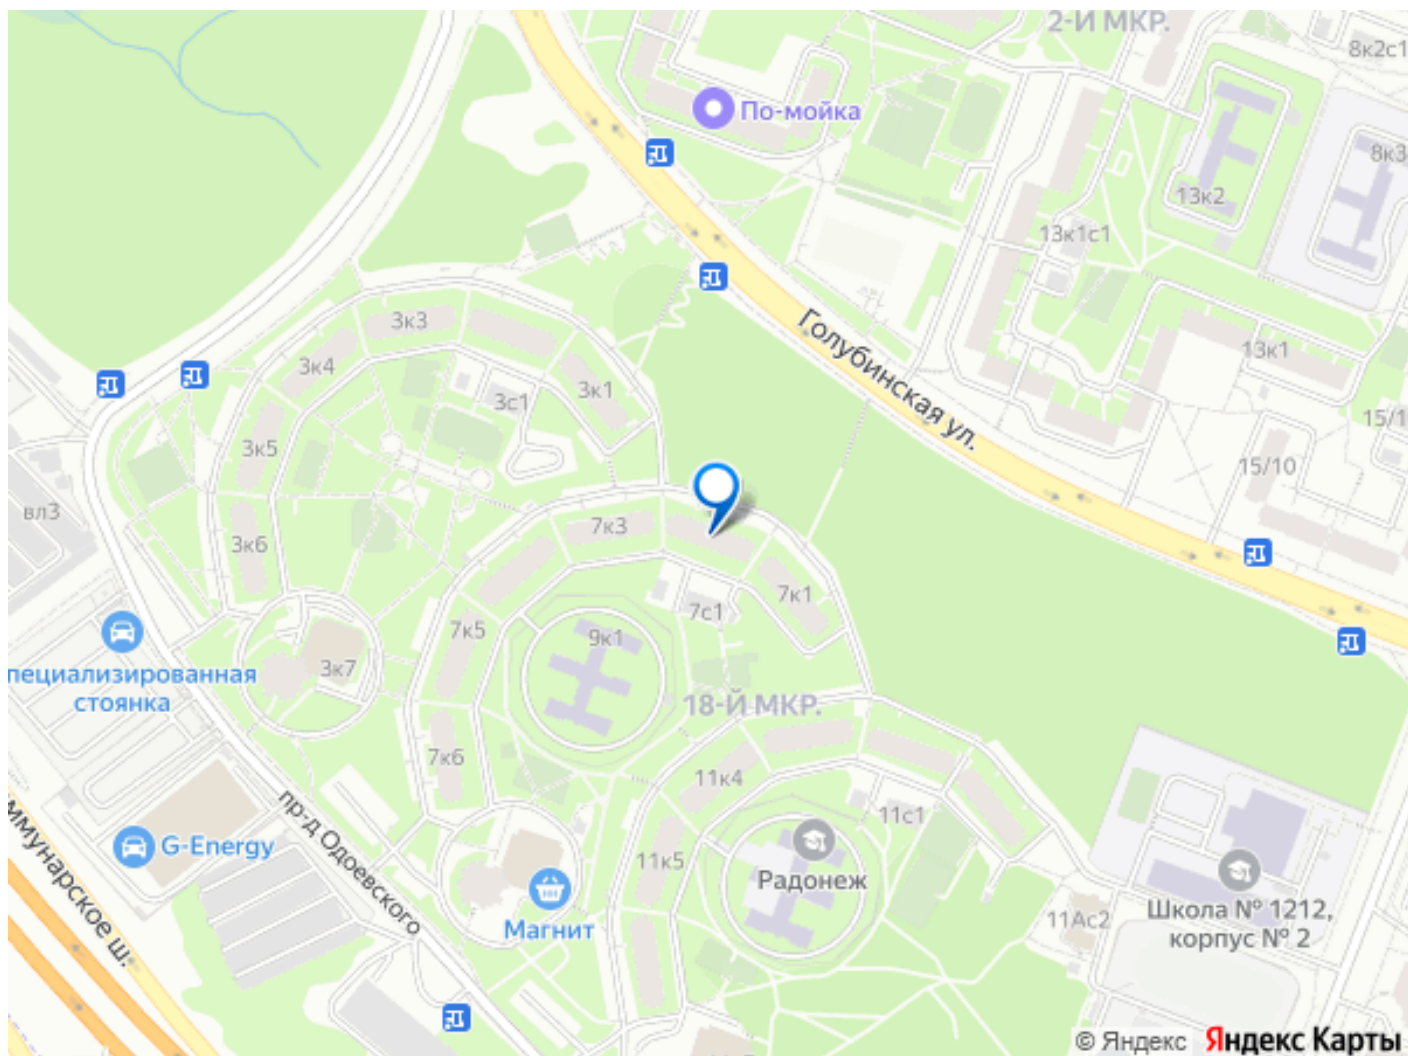 2-Й МКР.
8к2с1
По-мойка
8к3
13к2
13к1с1
3к3
Голубинская ул.
13к1
3к4
3к1
3с1
15/1
3к5
15/10
вл3
7к3
3к6
7к1
7с1
9к1
7к5
3к7
пециализированная
стоянка
18-Й МКР.
7к6
11к4
пр-д Одоевского
11с1
ммунарское ш.
G-Energy
11к5
Радонеж
Магнит
11Ас2
Школа № 1212,
корпус № 2
© Яндекс Яндекс Карты